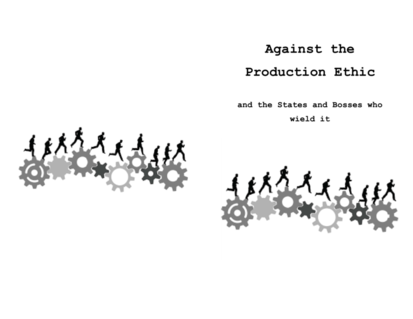 Against the
Production Ethic
and the States and Bosses who
wield it